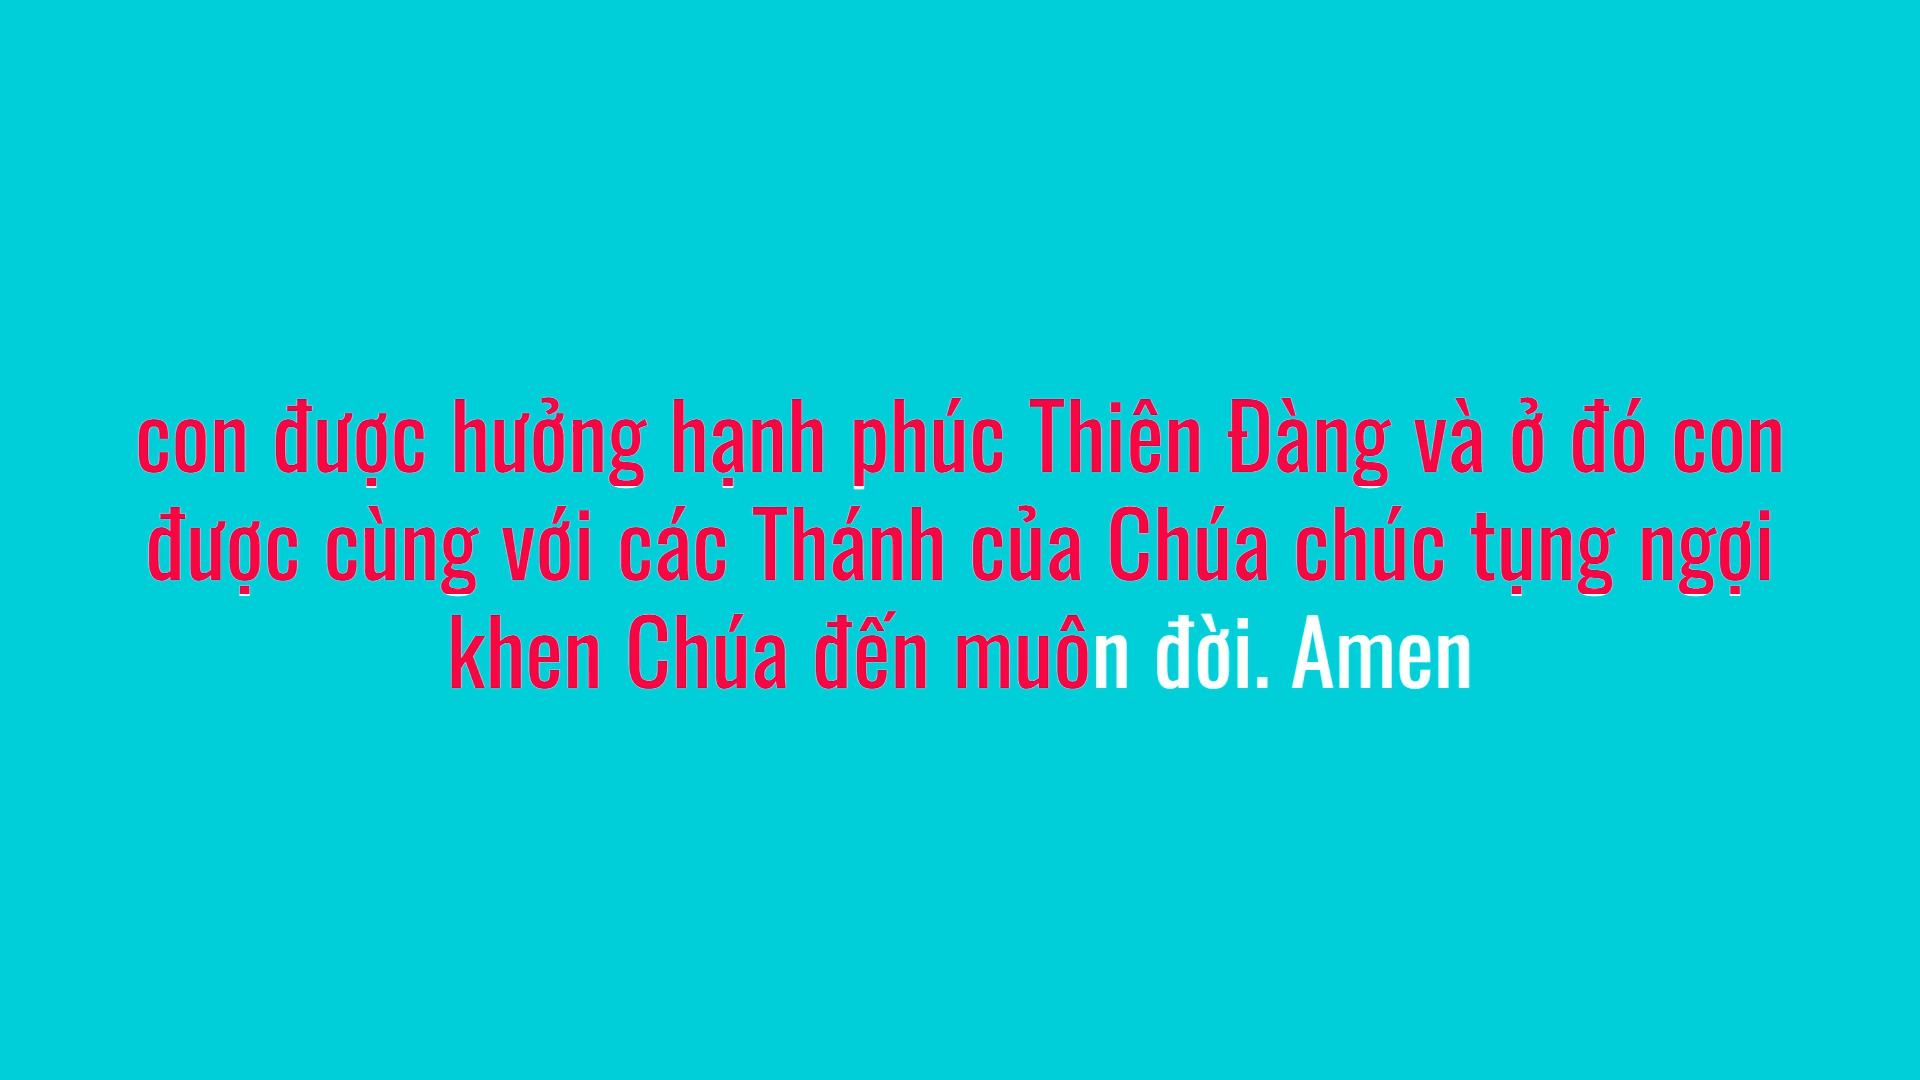 con được hưởng hạnh phúc Thiên Đàng và ở đó con
được cùng với các Thánh của Chúa chúc tụng ngợi
khen Chúa đến muôn đời. Amen